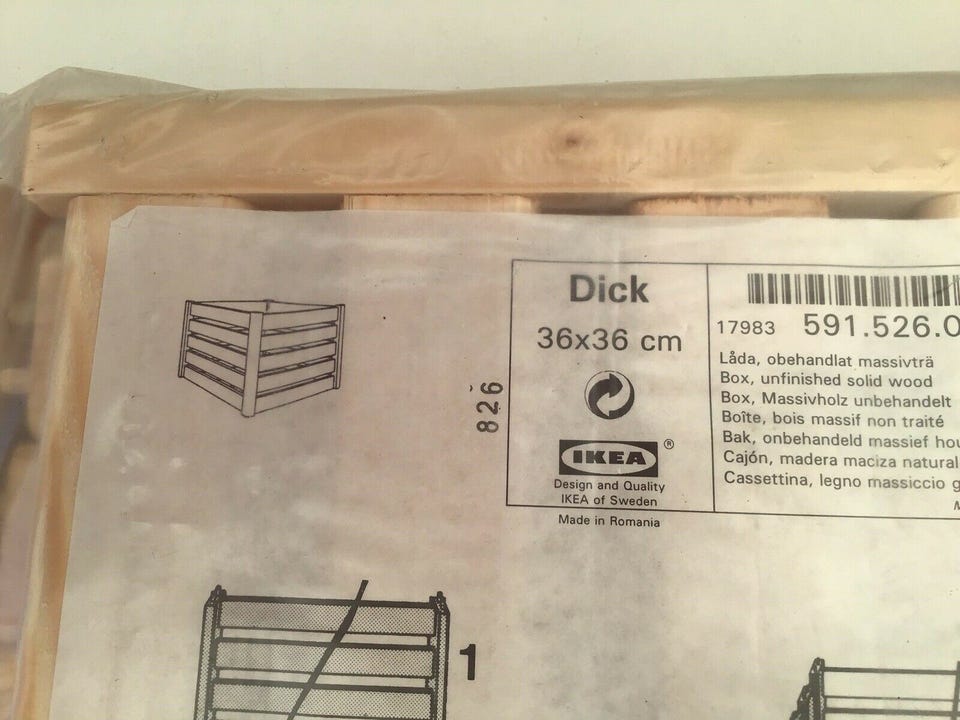 Dick
36x36 cm
IKEA ®
Design and Quality
IKEA of Sweden
Made in Romania
826
17983 591.526.0
Låda, obehandlat massivträ
Box, unfinished solid wood
Box, Massivholz unbehandelt
Boîte, bois massif non traité
Bak, onbehandeld massief
Cajón, madera maciza natural
Cassettina, legno massiccio
1